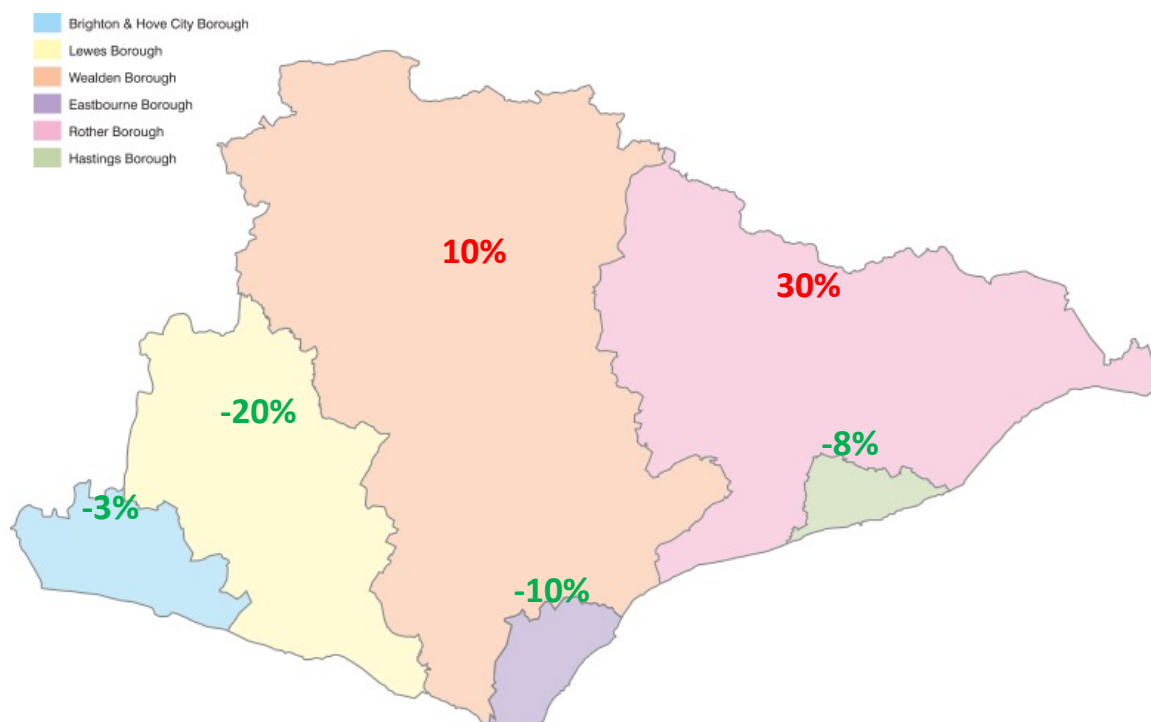 Brighton & Hove City Borough
Lewes Borough
Wealden Borough
Eastbourne Borough
Rother Borough
Hastings Borough
10%
30%
-20%
-8%
-3%
-10%